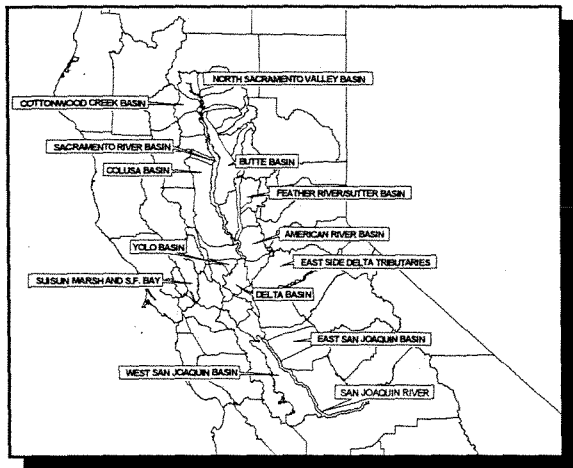 NORTH SACRAMENTO VALLEY BASIN
COTTONWOOD CREEK BASIN
SACRAMENTO RIVER BASIN
BUTTE BASIN
COLUSA BASIN
FEATHER RIVER/SUTTER BASIN
AMERICAN RIVER BASIN
YOLO BASIN
EAST SIDE DELTA TRIBUTARIES
SUISUN MARSH AND S.F. BAY
DELTA BASIN
EAST SAN JOAQUIN BASIN
WEST SAN JOAQUIN BASIN
SAN JOAQUIN RIVER